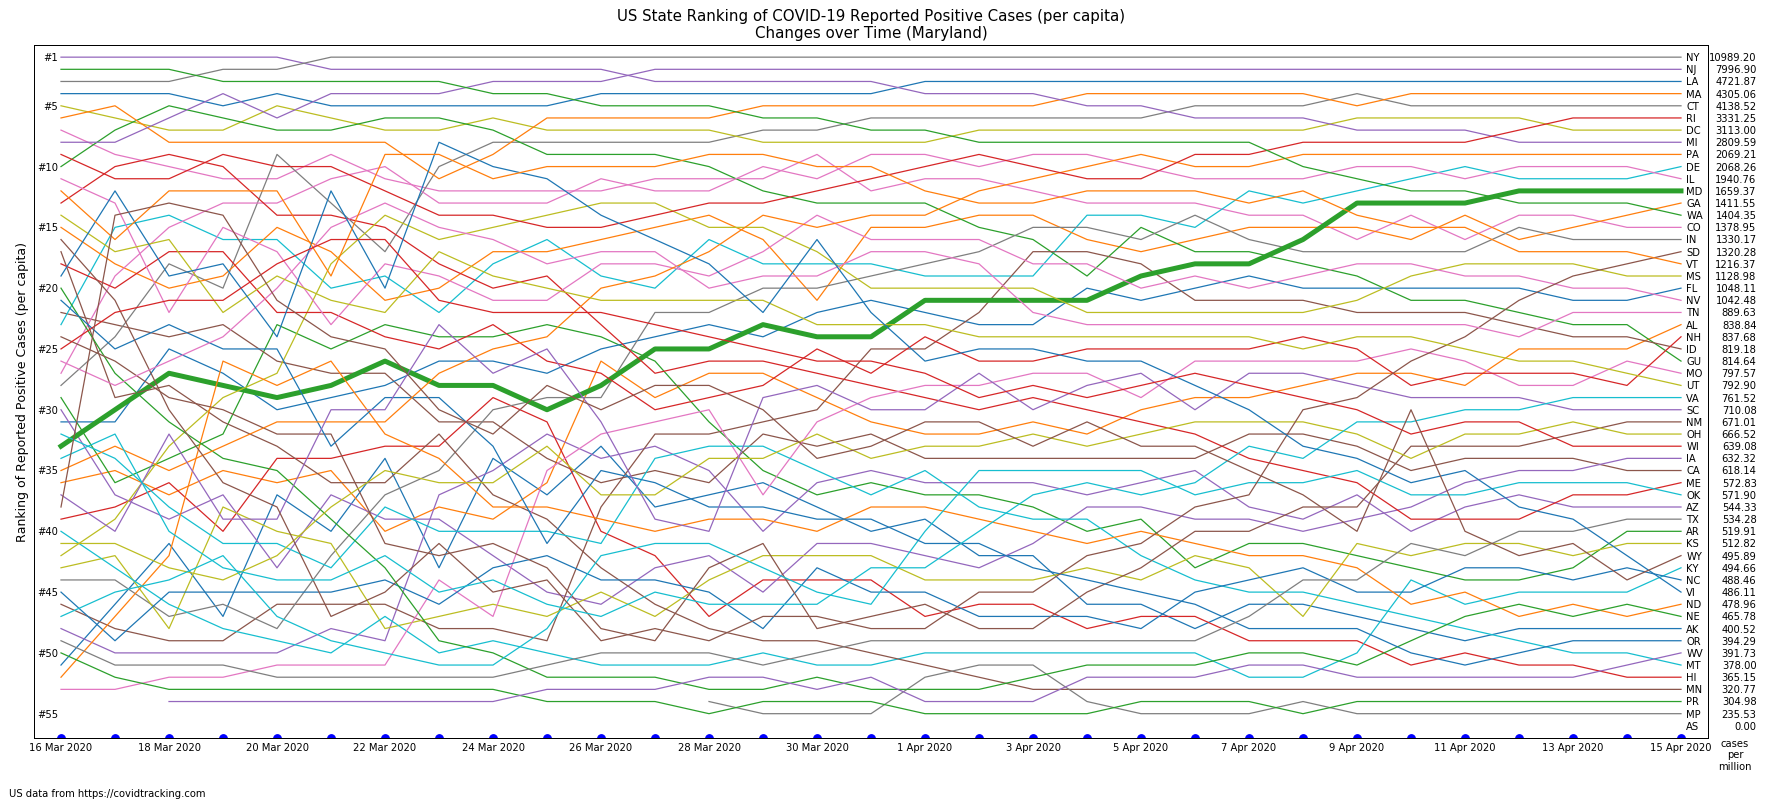 US State Ranking of COVID-19 Reported Positive Cases (per capita)
Changes over Time (Maryland)
Ranking of Reported Positive Cases (per capita)
#1
#5
#10
#15
#20
#25
#30
#35
#40
#45
#50
#55
NY 10989.20
NJ 7996.90
LA 4721.87
MA 4305.06
CT 4138.52
RI 3331.25
DC 3113.00
MI 2809.59
PA 2069.21
DE 2068.26
IL 1940.76
MD 1659.37
GA 1411.55
WA 1404.35
CO 1378.95
IN 1330.17
SD 1320.28
VT 1216.37
MS 1128.98
FL 1048.11
NV 1042.48
TN 889.63
AL 838.84
NH 837.68
ID 819.18
GU 814.64
MO 797.57
UT 792.90
VA 761.52
SC 710.08
NM 671.01
OH 666.52
WI 639.08
IA 632.32
CA 618.14
ME 572.83
OK 571.90
AZ 544.33
TX 534.28
AR 519.91
KS 512.82
WY 495.89
KY 494.66
NC 488.46
VI 486.11
ND 478.96
NE 465.78
AK 400.52
OR 394.29
WV 391.73
MT 378.00
HI 365.15
MN 320.77
PR 304.98
MP 235.53
AS 0.00
16 Mar 2020 18 Mar 2020 20 Mar 2020 22 Mar 2020 24 Mar 2020 26 Mar 2020 28 Mar 2020 30 Mar 2020 1 Apr 2020 3 Apr 2020 5 Apr 2020 7 Apr 2020 9 Apr 2020 11 Apr 2020 13 Apr 2020 15 Apr 2020
cases
per
million
US data from https://covidtracking.com